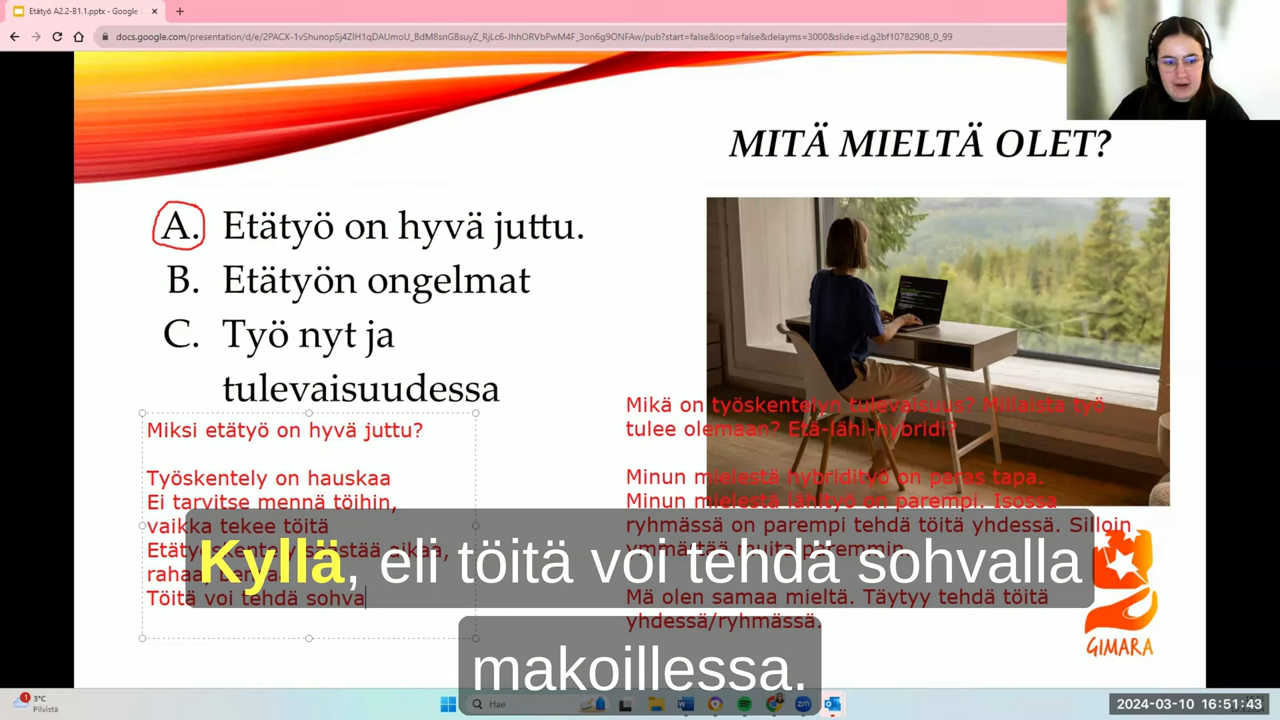 Etätyö A2.2-B1.1.pptx - Google
docs.google.com/presentation/d/e/2PACX-1vShunopSj4ZIH1qDAUmoU_BdM8snGBsuyZ_RjLc6-JhhORVbPwM4F_3on6g9ONFAw/pub?start=false&loop=false&delayms=3000&slide=id.g2bf10782908_0_99
MITÄ MIELTÄ OLET?
A. Etätyö on hyvä juttu.
B. Etätyön ongelmat
C. Työ nyt ja
tulevaisuudessa
Miksi etätyö on hyvä juttu?
Työskentely on hauskaa
Ei tarvitse mennä töihin,
vaikka tekee töitä
rahaa,
Töitä voi tehdä sohva
Mikä on työskentelyn tulevaisuus? Millaista työ
tulee olemaan? Etä-lähi-hybridi?
Minun mielestä hybridityö on paras tapa.
Minun mielestä lähityö on parempi. Isossa
ryhmässä on parempi tehdä töitä yhdessä. Silloin
ymmärtää muita paremmin.
Mä olen samaa mieltä. Täytyy tehdä töitä
yhdessä/ryhmässä.
Kyllä, eli töitä voi tehdä sohvalla
makoillessa.
GIMARA
1
3°C
Pilvistä
Hae
2024-03-10 16:51:43